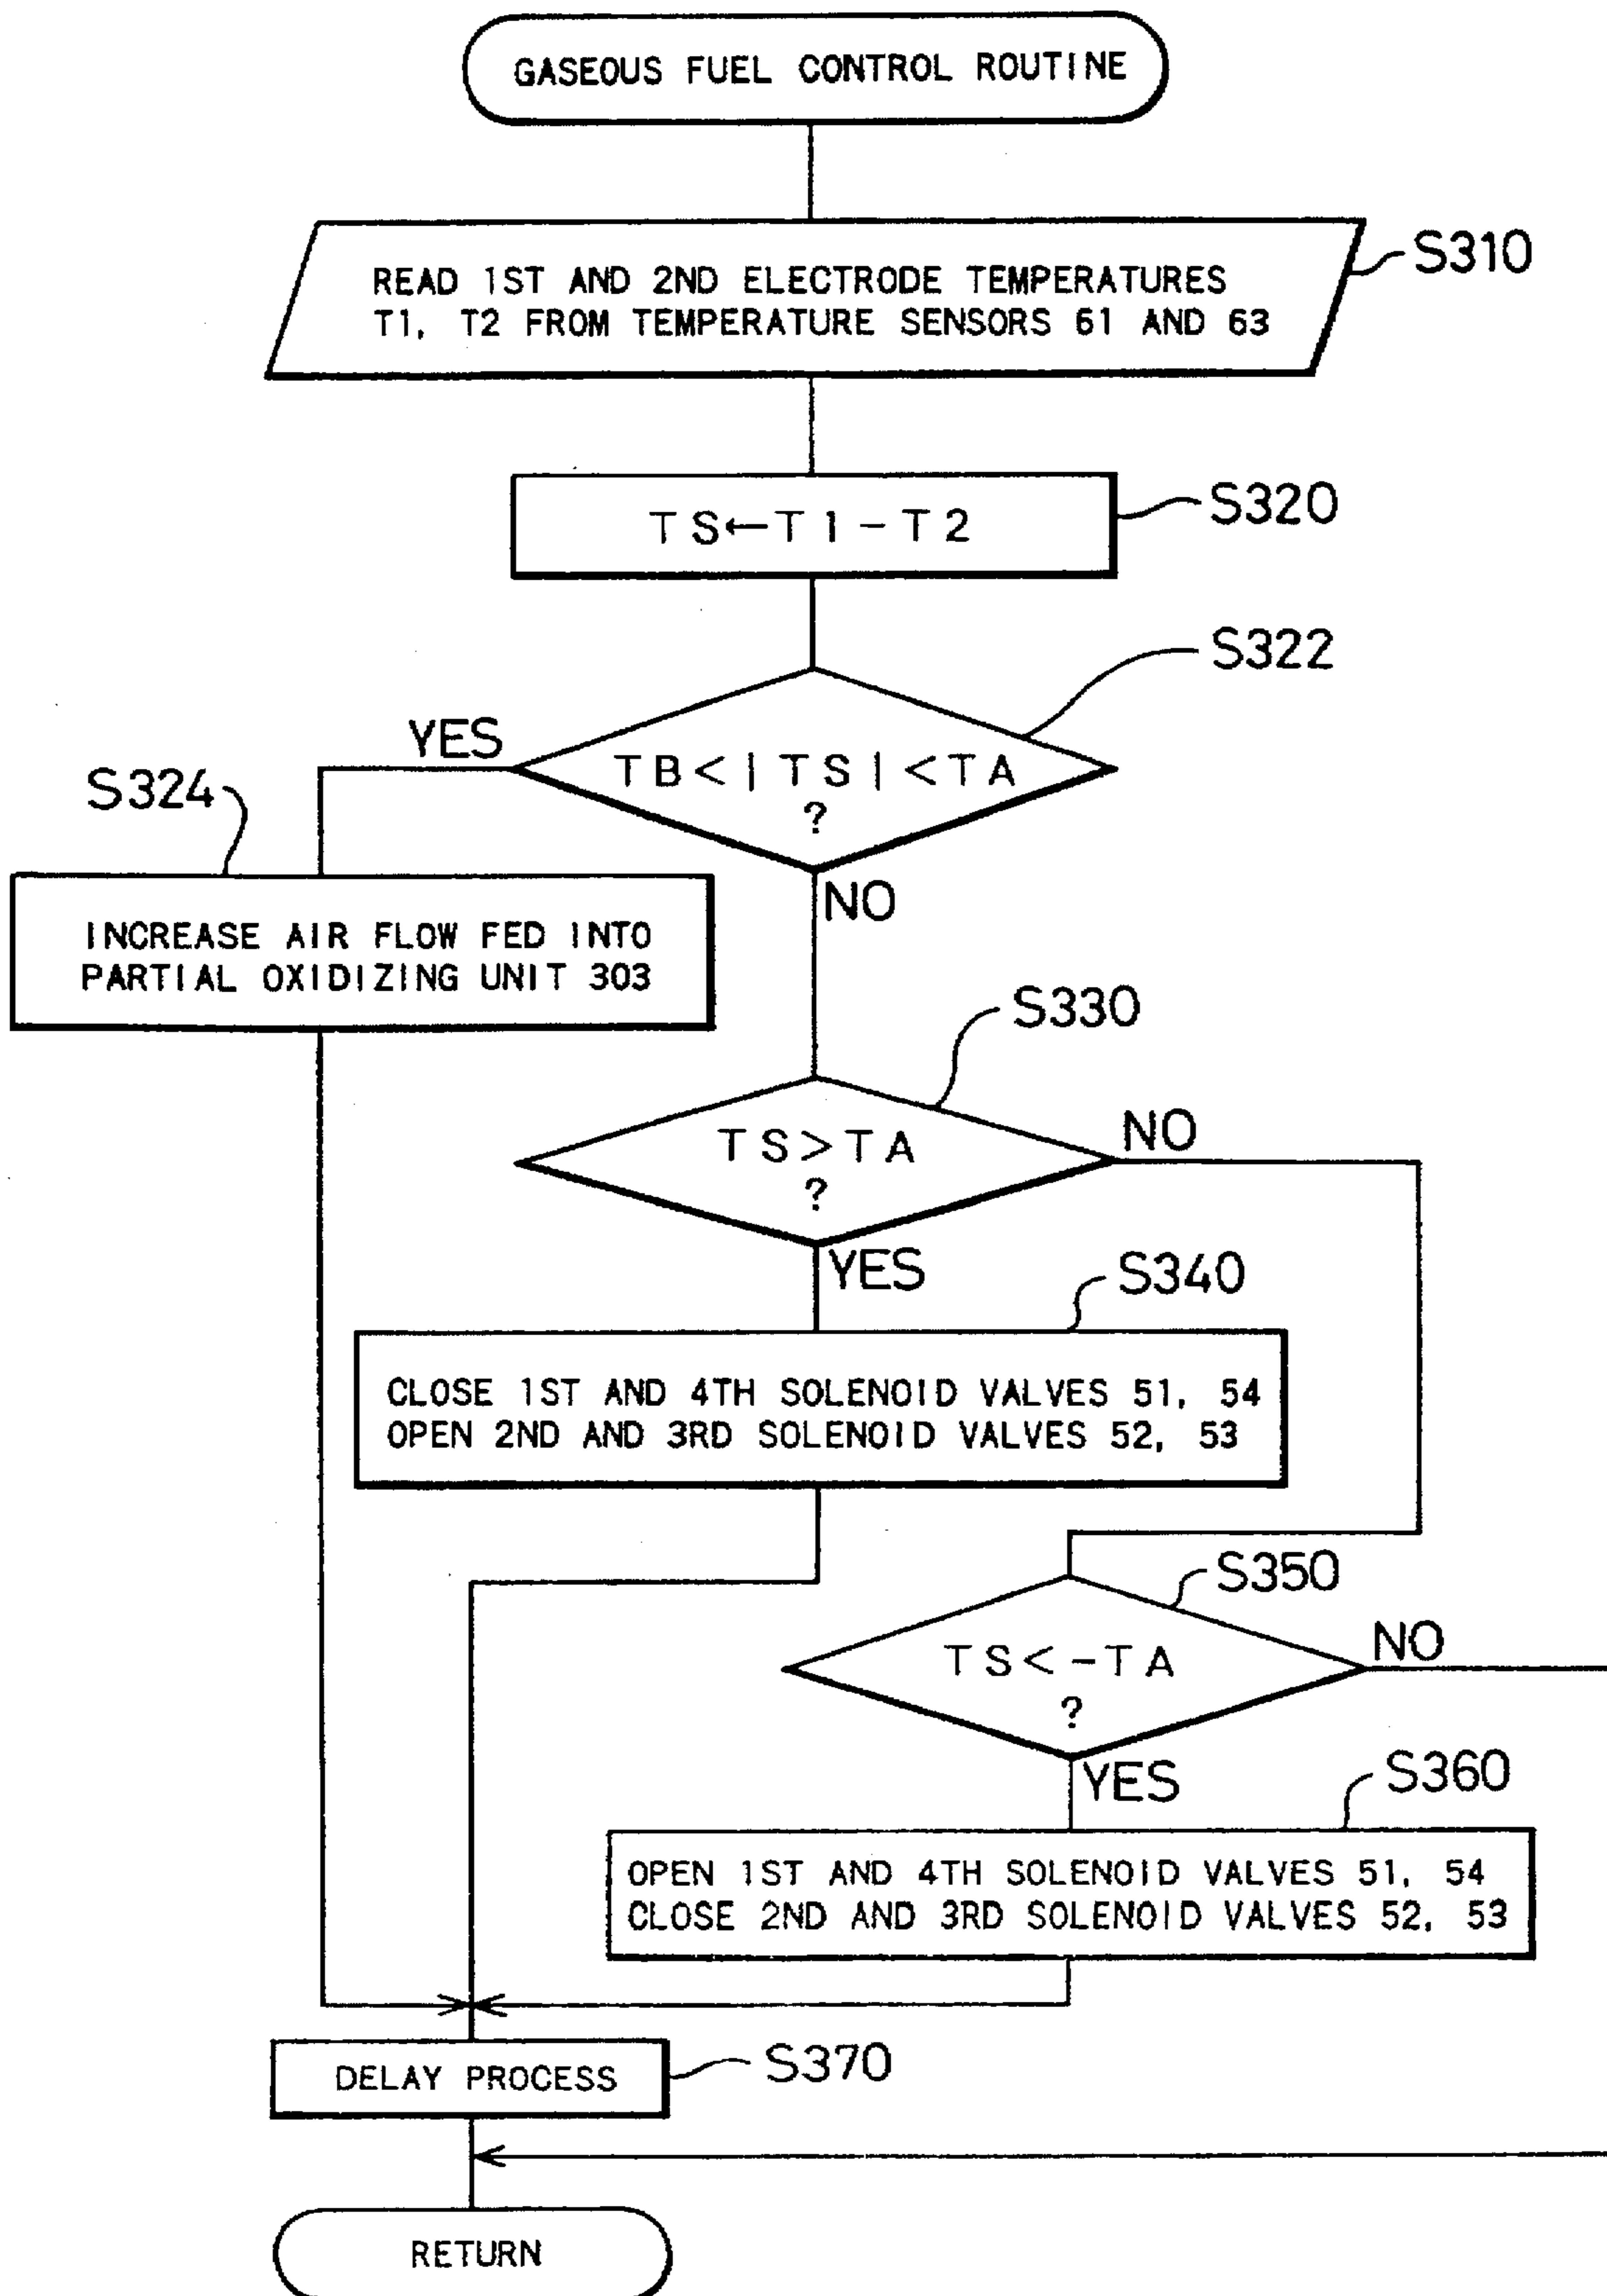 GASEOUS FUEL CONTROL ROUTINE
READ 1ST AND 2ND ELECTRODE TEMPERATURES
T1, T2 FROM TEMPERATURE SENSORS 61 AND 63
S310
TS←T1-T2
S320
S322
YES
TB<|TS|<TA
?
NO
S324
INCREASE AIR FLOW FED INTO
PARTIAL OXIDIZING UNIT 303
S330
TS>TA
?
NO
YES
S340
CLOSE 1ST AND 4TH SOLENOID VALVES 51, 54
OPEN 2ND AND 3RD SOLENOID VALVES 52, 53
S350
TS<-TA
?
NO
YES
S360
OPEN 1ST AND 4TH SOLENOID VALVES 51, 54
CLOSE 2ND AND 3RD SOLENOID VALVES 52, 53
DELAY PROCESS
S370
RETURN